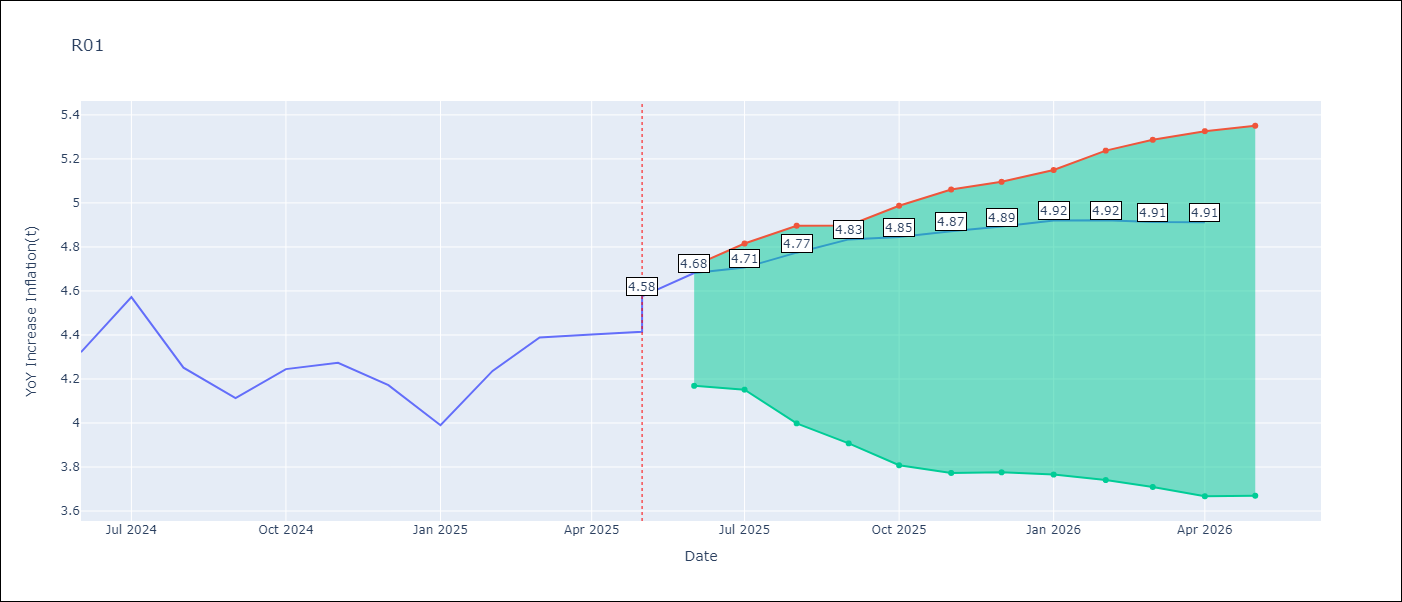 R01
YoY Increase Inflation(t)
5.4
5.2
5
4.8
4.6
4.4
4.2
4
3.8
3.6
4.58
4.68
4.71
4.77
4.83
4.85
4.87
4.89
4.92
4.92
4.91
4.91
Jul 2024
Oct 2024
Jan 2025
Apr 2025
Jul 2025
Oct 2025
Jan 2026
Apr 2026
Date